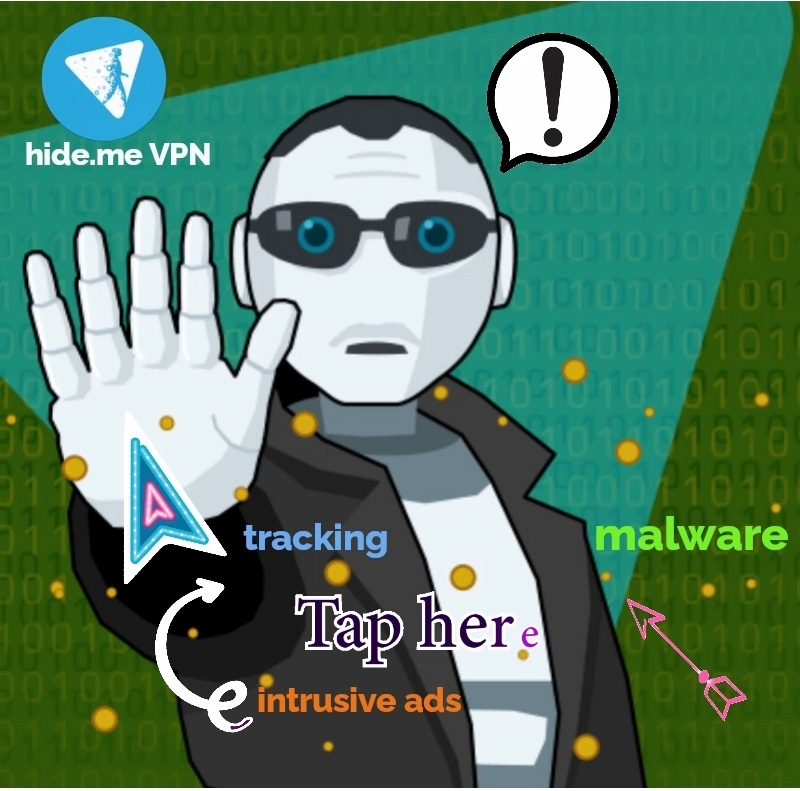 hide.me VPN
!
tracking
malware
Tap here
intrusive ads